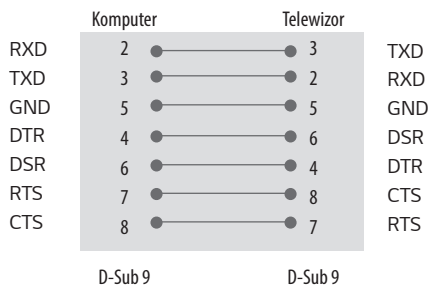 Komputer Telewizor
RXD 2 3 TXD
TXD 3 2 RXD
GND 5 5 GND
DTR 4 6 DSR
DSR 6 4 DTR
RTS 7 8 CTS
CTS 8 7 RTS
D-Sub 9 D-Sub 9